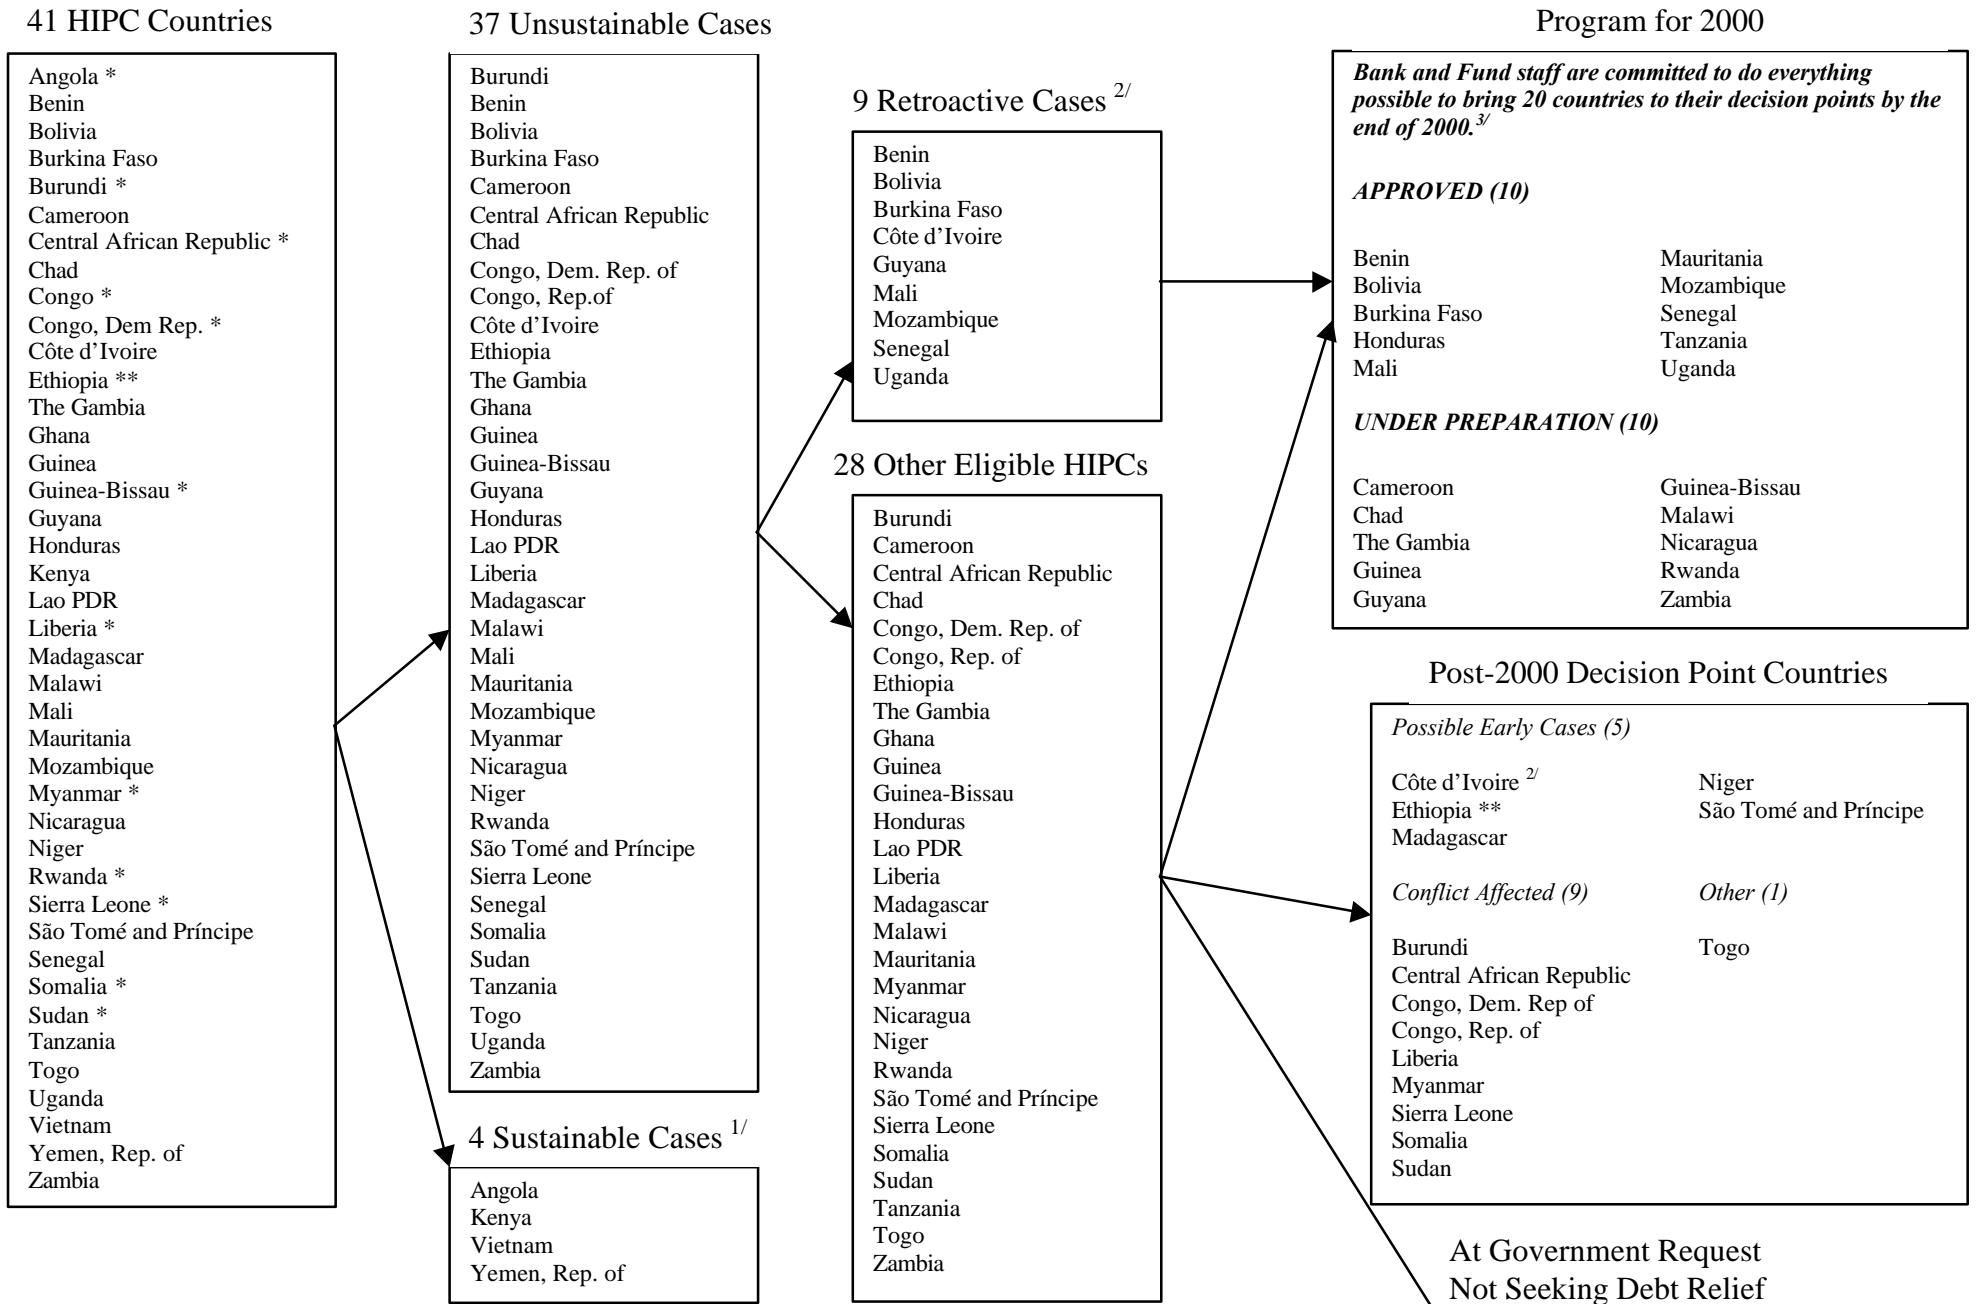 41 HIPC Countries
Angola *
Benin
Bolivia
Burkina Faso
Burundi *
Cameroon
Central African Republic *
Chad
Congo *
Congo, Dem Rep. *
Côte d’Ivoire
Ethiopia **
The Gambia
Ghana
Guinea
Guinea-Bissau *
Guyana
Honduras
Kenya
Lao PDR
Liberia *
Madagascar
Malawi
Mali
Mauritania
Mozambique
Myanmar *
Nicaragua
Niger
Rwanda *
Sierra Leone *
São Tomé and Príncipe
Senegal
Somalia *
Sudan *
Tanzania
Togo
Uganda
Vietnam
Yemen, Rep. of
Zambia
37 Unsustainable Cases
Burundi
Benin
Bolivia
Burkina Faso
Cameroon
Central African Republic
Chad
Congo, Dem. Rep. of
Congo, Rep.of
Côte d’Ivoire
Ethiopia
The Gambia
Ghana
Guinea
Guinea-Bissau
Guyana
Honduras
Lao PDR
Liberia
Madagascar
Malawi
Mali
Mauritania
Mozambique
Myanmar
Nicaragua
Niger
Rwanda
São Tomé and Príncipe
Sierra Leone
Senegal
Somalia
Sudan
Tanzania
Togo
Uganda
Zambia
4 Sustainable Cases 1/
Angola
Kenya
Vietnam
Yemen, Rep. of
9 Retroactive Cases 2/
Benin
Bolivia
Burkina Faso
Côte d’Ivoire
Guyana
Mali
Mozambique
Senegal
Uganda
28 Other Eligible HIPCs
Burundi
Cameroon
Central African Republic
Chad
Congo, Dem. Rep. of
Congo, Rep. of
Ethiopia
The Gambia
Ghana
Guinea
Guinea-Bissau
Honduras
Lao PDR
Liberia
Madagascar
Malawi
Mauritania
Myanmar
Nicaragua
Niger
Rwanda
São Tomé and Príncipe
Sierra Leone
Somalia
Sudan
Tanzania
Togo
Zambia
Program for 2000
Bank and Fund staff are committed to do everything
possible to bring 20 countries to their decision points by the
end of 2000.3/
APPROVED (10)
Benin Mauritania
Bolivia Mozambique
Burkina Faso Senegal
Honduras Tanzania
Mali Uganda
UNDER PREPARATION (10)
Cameroon Guinea-Bissau
Chad Malawi
The Gambia Nicaragua
Guinea Rwanda
Guyana Zambia
Post-2000 Decision Point Countries
Possible Early Cases (5)
Côte d’Ivoire 2/ Niger
Ethiopia ** São Tomé and Príncipe
Madagascar
Conflict Affected (9) Other (1)
Burundi Togo
Central African Republic
Congo, Dem. Rep of
Congo, Rep. of
Liberia
Myanmar
Sierra Leone
Somalia
Sudan
At Government Request
Not Seeking Debt Relief